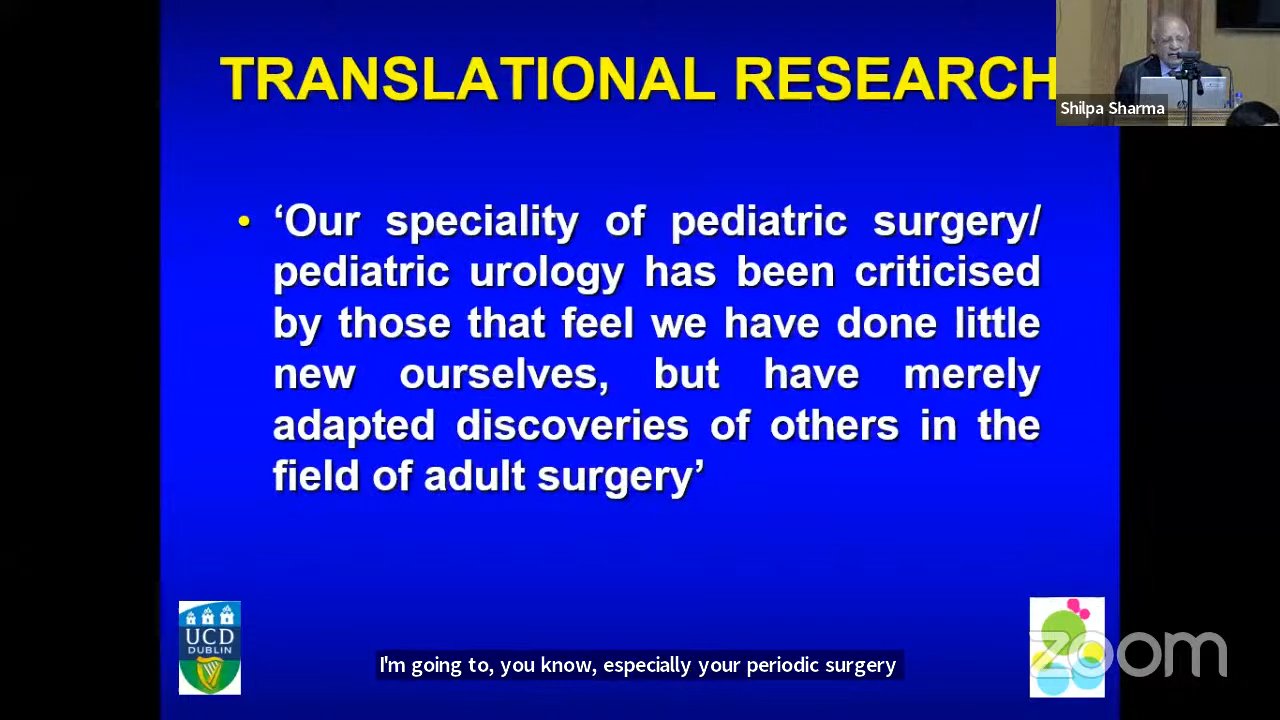 TRANSLATIONAL RESEARCH
Shilpa Sharma
• ‘Our speciality of pediatric surgery/
pediatric urology has been criticised
by those that feel we have done little
new ourselves, but have merely
adapted discoveries of others in the
field of adult surgery’
UCD
DUBLIN
I'm going to, you know, especially your periodic surgery
zoom